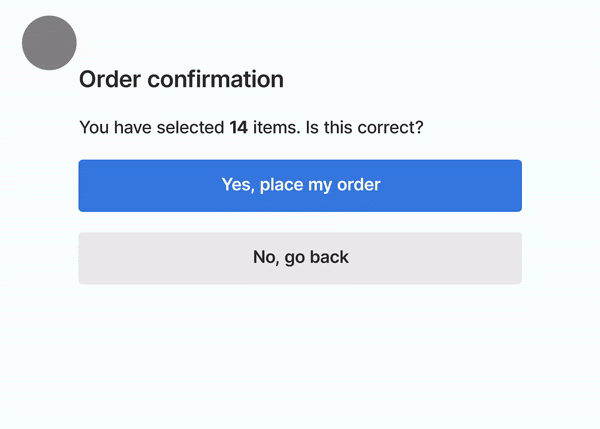 Order confirmation
You have selected 14 items. Is this correct?
Yes, place my order
No, go back